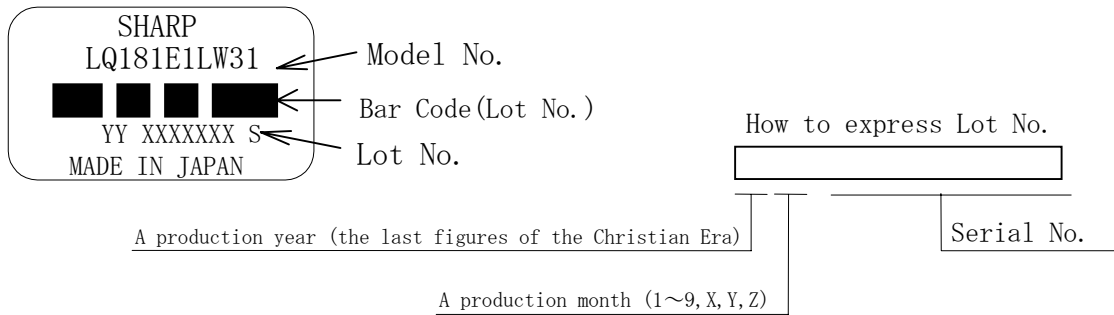 SHARP
LQ181E1LW31
Model No.
Bar Code(Lot No.)
YY XXXXXXX S
Lot No.
MADE IN JAPAN
How to express Lot No.
A production year (the last figures of the Christian Era)
Serial No.
A production month (1～9,X,Y,Z)